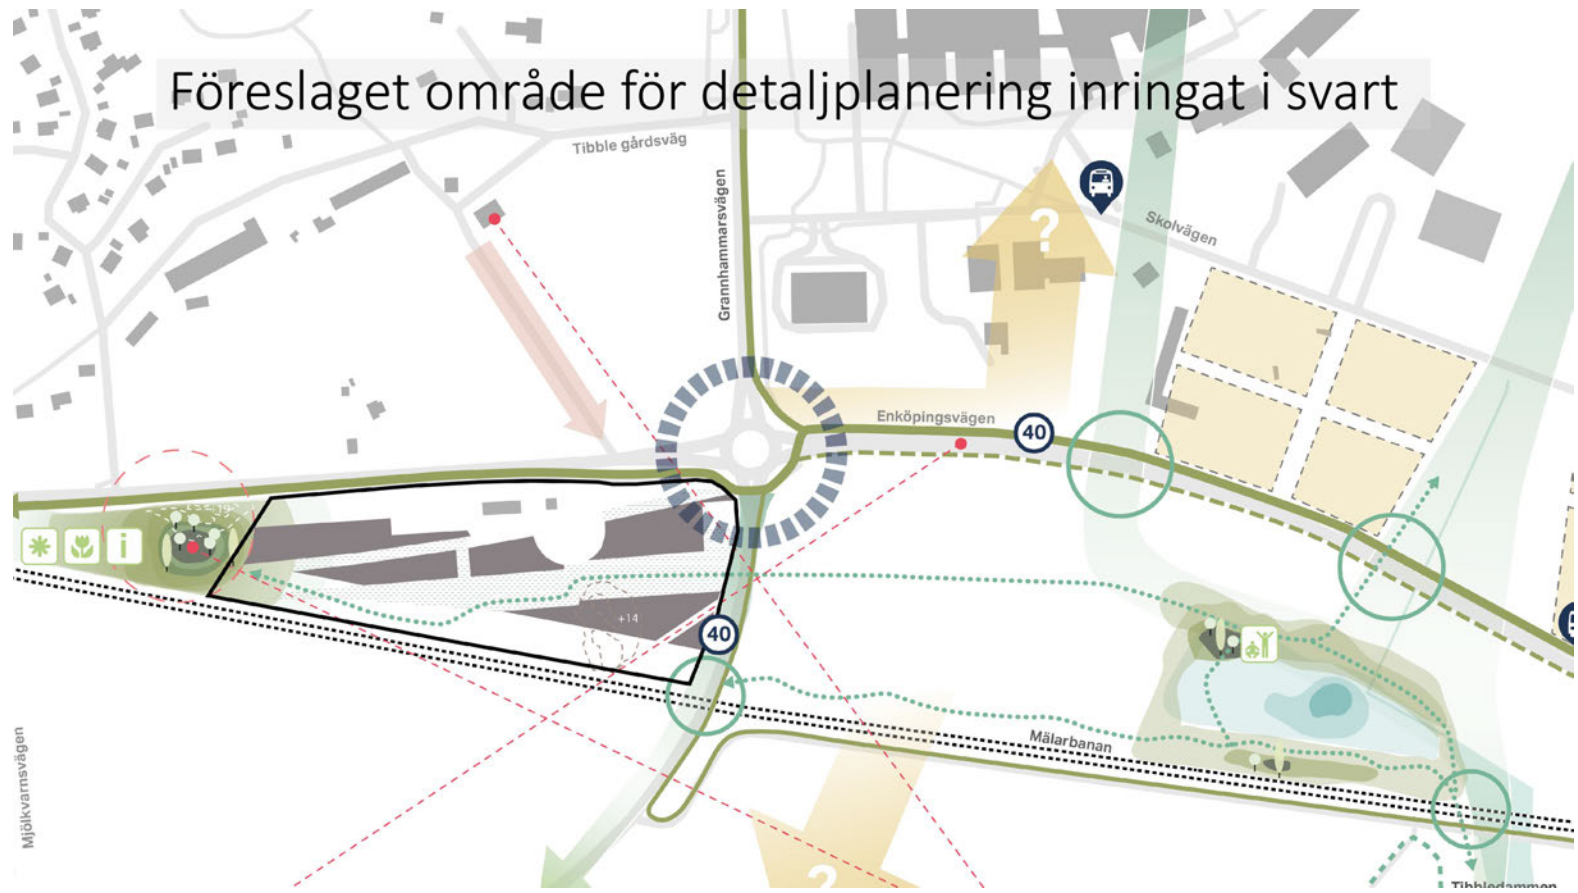 Föreslaget område för detaljplanering inringat i svart
Tibble gårdsväg
Grannhammarsvägen
Skolvägen
?
Enköpingsvägen
40
i
+14
40
Mälarbanan
Mjölkvarnsvägen
?
Tibbledammen